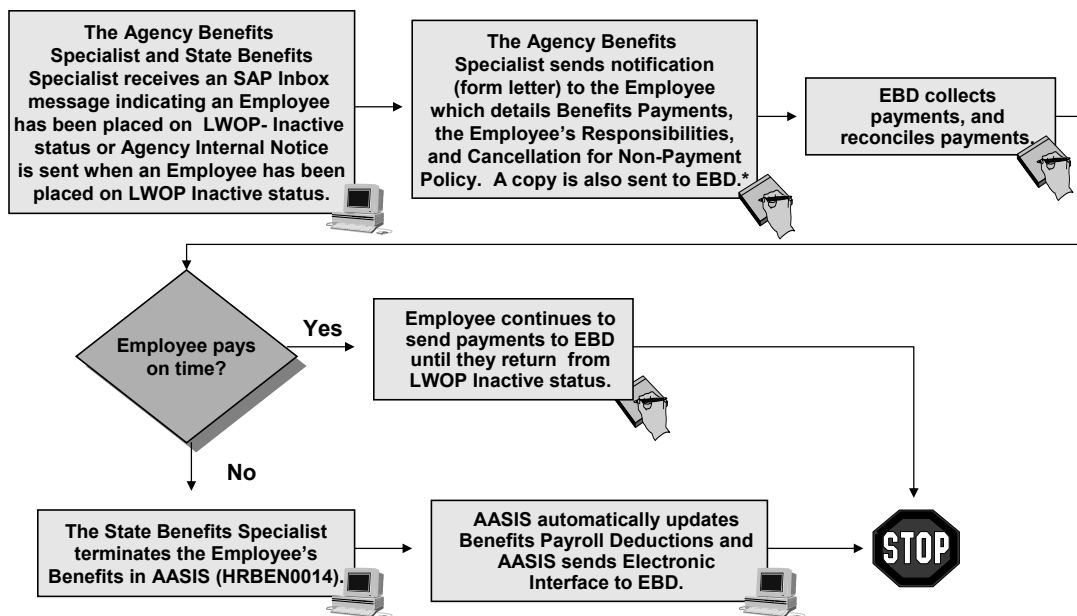 The Agency Benefits
Specialist and State Benefits
Specialist receives an SAP Inbox
message indicating an Employee
has been placed on LWOP- Inactive
status or Agency Internal Notice
is sent when an Employee has been
placed on LWOP Inactive status.
The Agency Benefits
Specialist sends notification
(form letter) to the Employee
which details Benefits Payments,
the Employee's Responsibilities,
and Cancellation for Non-Payment
Policy. A copy is also sent to EBD.*
EBD collects
payments, and
reconciles payments.
Employee pays
on time?
Yes
Employee continues to
send payments to EBD
until they return from
LWOP Inactive status.
No
The State Benefits Specialist
terminates the Employee's
Benefits in AASIS (HRBEN0014).
AASIS automatically updates
Benefits Payroll Deductions and
AASIS sends Electronic
Interface to EBD.
STOP